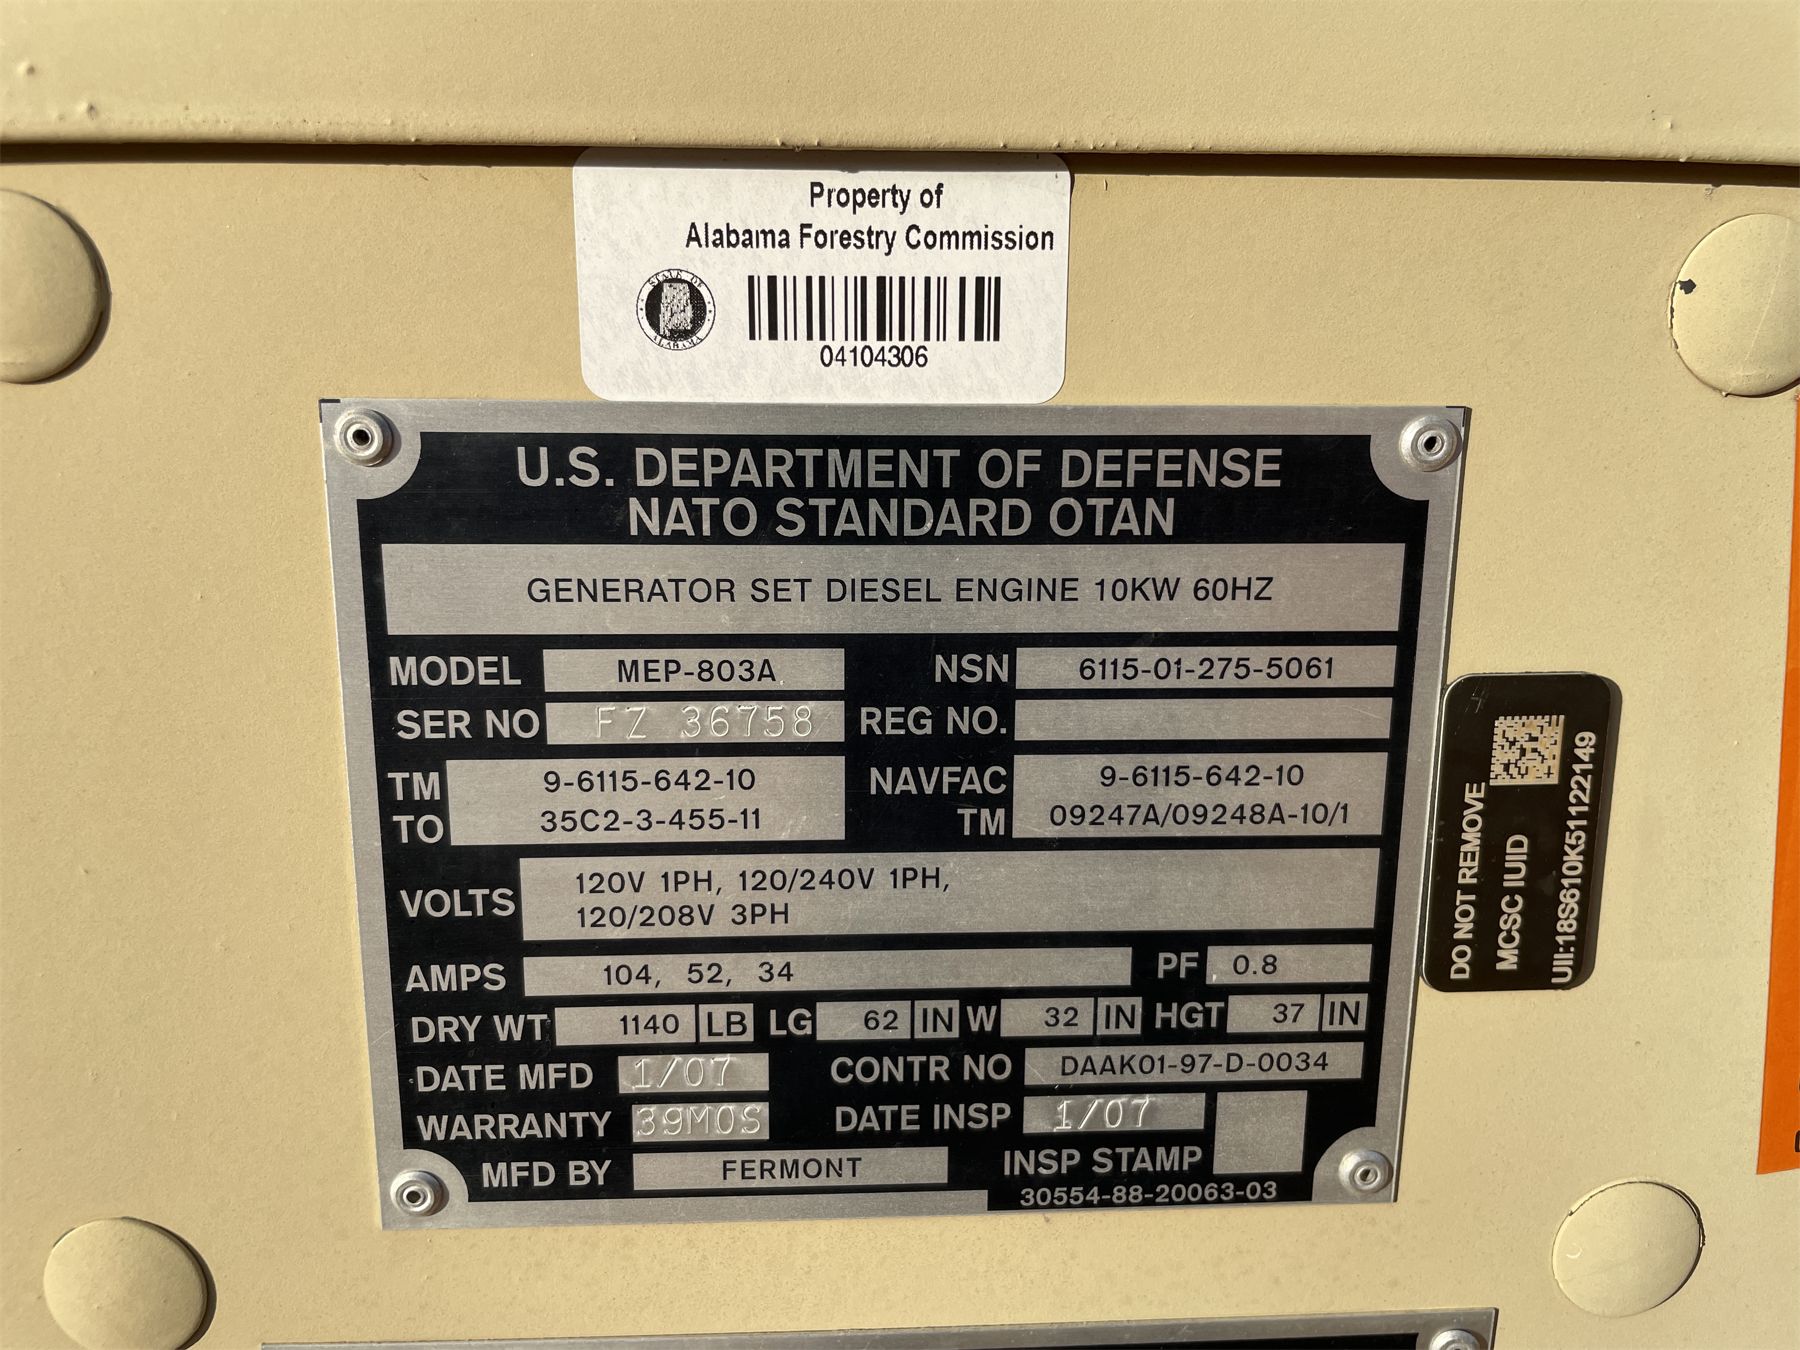 Property of
Alabama Forestry Commission
STATE OF
ALABAMA
04104306
U.S. DEPARTMENT OF DEFENSE
NATO STANDARD OTAN
GENERATOR SET DIESEL ENGINE 10KW 60HZ
MODEL MEP-803A NSN 6115-01-275-5061
SER NO FZ 36758 REG NO.
TM 9-6115-642-10 NAVFAC 9-6115-642-10
TO 35C2-3-455-11 TM 09247A/09248A-10/1
VOLTS 120V 1PH, 120/240V 1PH,
120/208V 3PH
AMPS 104, 52, 34 PF 0.8
DRY WT 1140 LB LG 62 IN W 32 IN HGT 37 IN
DATE MFD 1/07 CONTR NO DAAK01-97-D-0034
WARRANTY 39MOS DATE INSP 1/07
MFD BY FERMONT INSP STAMP
30554-88-20063-03
DO NOT REMOVE
MCSC IUID
UII:18S610K51122149